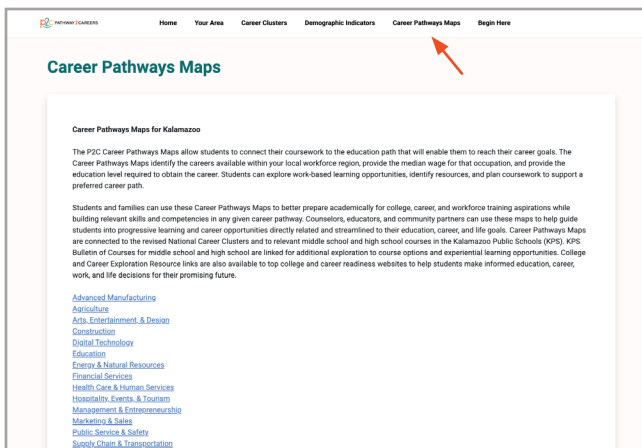 P2C PATHWAY2CAREERS Home Your Area Career Clusters Demographic Indicators Career Pathways Maps Begin Here
Career Pathways Maps
Career Pathways Maps for Kalamazoo
The P2C Career Pathways Maps allow students to connect their coursework to the education path that will enable them to reach their career goals. The
Career Pathways Maps identify the careers available within your local workforce region, provide the median wage for that occupation, and provide the
education level required to obtain the career. Students can explore work-based learning opportunities, identify resources, and plan coursework to support a
preferred career path.
Students and families can use these Career Pathways Maps to better prepare academically for college, career, and workforce training aspirations while
building relevant skills and competencies in any given career pathway. Counselors, educators, and community partners can use these maps to help guide
students into progressive learning and career opportunities directly related and streamlined to their education, career, and life goals. Career Pathways Maps
are connected to the revised National Career Clusters and to relevant middle school and high school courses in the Kalamazoo Public Schools (KPS). KPS
Bulletin of Courses for middle school and high school are linked for additional exploration to course options and experiential learning opportunities. College
and Career Exploration Resource links are also available to top college and career readiness websites to help students make informed education, career,
work, and life decisions for their promising future.
Advanced Manufacturing
Agriculture
Arts, Entertainment, & Design
Construction
Digital Technology
Education
Energy & Natural Resources
Financial Services
Health Care & Human Services
Hospitality, Events, & Tourism
Management & Entrepreneurship
Marketing & Sales
Public Service & Safety
Supply Chain & Transportation